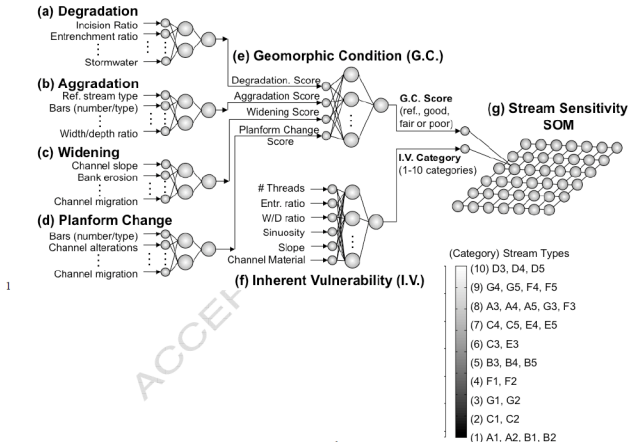 (a) Degradation
Incision Ratio
Entrenchment ratio
Stormwater
(b) Aggradation
Ref. stream type
Bars (number/type)
Width/depth ratio
(c) Widening
Channel slope
Bank erosion
Channel migration
(d) Planform Change
Bars (number/type)
Channel alterations
Channel migration
(e) Geomorphic Condition (G.C.)
Degradation. Score
Aggradation Score
Widening Score
Planform Change
Score
G.C. Score
(ref., good,
fair or poor)
# Threads
Entr. ratio
W/D ratio
Sinuosity
Slope
Channel Material
(f) Inherent Vulnerability (I.V.)
I.V. Category
(1-10 categories)
(g) Stream Sensitivity
SOM
(Category) Stream Types
(10) D3, D4, D5
(9) G4, G5, F4, F5
(8) A3, A4, A5, G3, F3
(7) C4, C5, E4, E5
(6) C3, E3
(5) B3, B4, B5
(4) F1, F2
(3) G1, G2
(2) C1, C2
(1) A1, A2, B1, B2
1